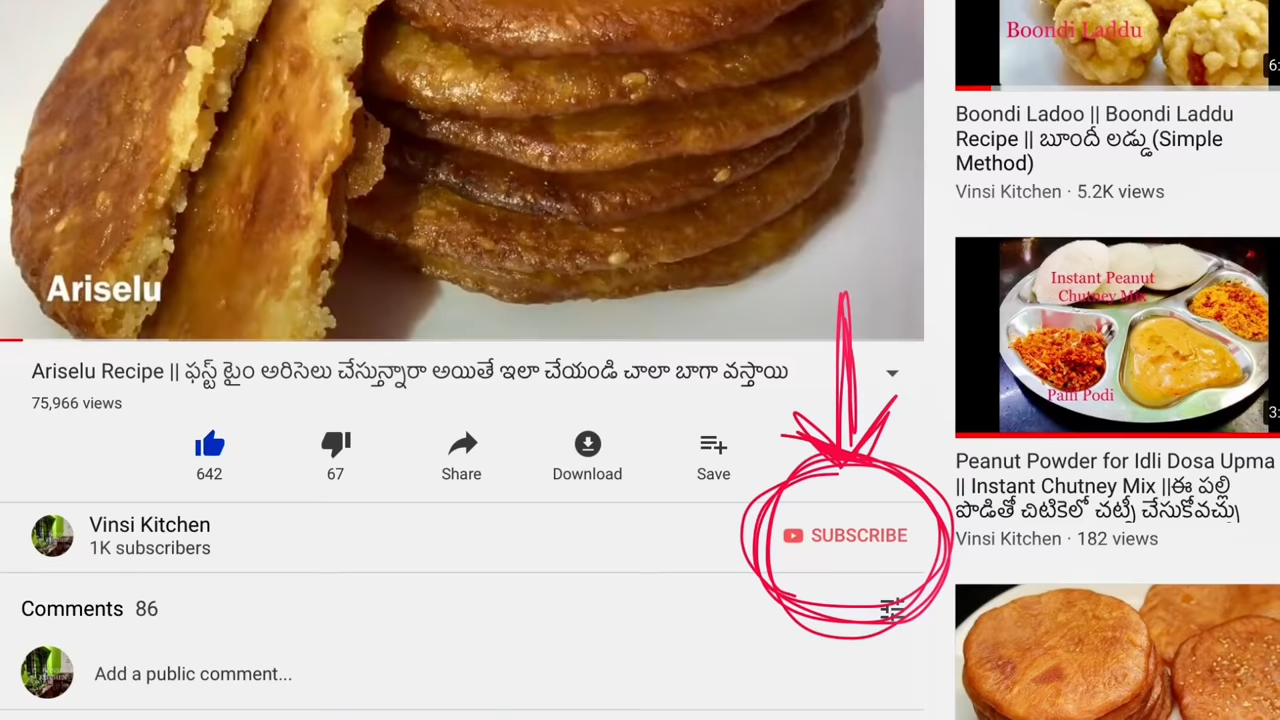 Ariselu
Ariselu Recipe || ఫస్ట్ టైం అరిసెలు చేస్తున్నారా అయితే ఇలా చేయండి చాలా బాగా వస్తాయి
75,966 views
642
67
Share
Download
Save
Vinsi Kitchen
1K subscribers
SUBSCRIBE
Comments 86
Add a public comment...
Boondi Laddu
6:
Boondi Ladoo || Boondi Laddu
Recipe || బూందీ లడ్డు(Simple
Method)
Vinsi Kitchen · 5.2K views
Instant Peanut
Chutney Mix
Palli Podi
3:
Peanut Powder for Idli Dosa Upma
|| Instant Chutney Mix ||ఈ పల్లి
పొడితో చిటికెలో చట్నీ చేసుకోవచ్చు
Vinsi Kitchen · 182 views